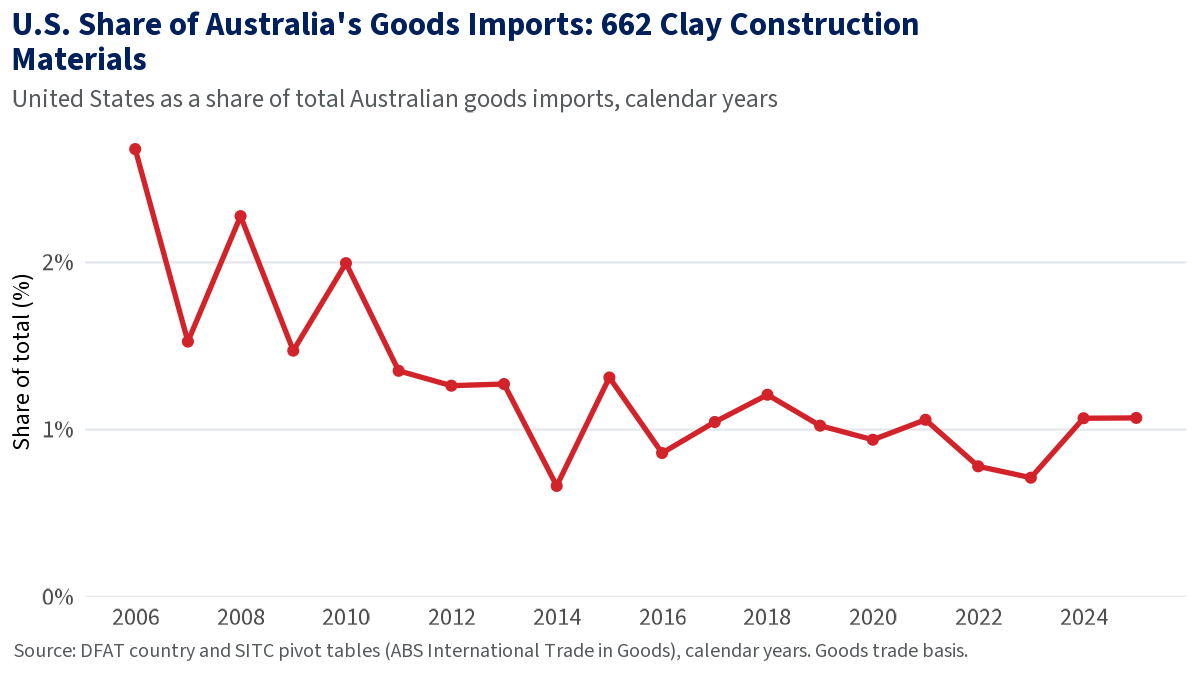 U.S. Share of Australia's Goods Imports: 662 Clay Construction
Materials
United States as a share of total Australian goods imports, calendar years
Share of total (%)
2%
1%
0%
2006 2008 2010 2012 2014 2016 2018 2020 2022 2024
Source: DFAT country and SITC pivot tables (ABS International Trade in Goods), calendar years. Goods trade basis.